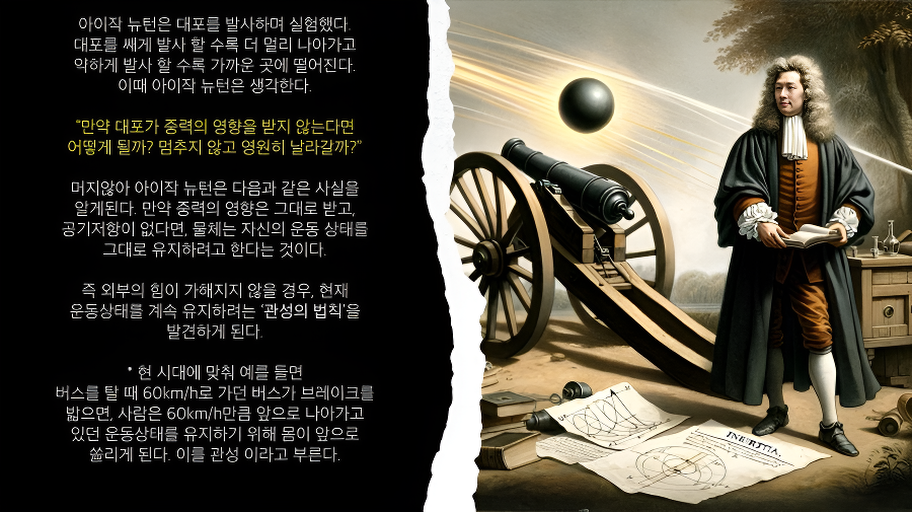 아이작 뉴턴은 대포를 발사하며 실험했다.
대포를 쌔게 발사 할 수록 더 멀리 나아가고
약하게 발사 할 수록 가까운 곳에 떨어진다.
이때 아이작 뉴턴은 생각한다.
"만약 대포가 중력의 영향을 받지 않는다면
어떻게 될까? 멈추지 않고 영원히 날라갈까?"
머지않아 아이작 뉴턴은 다음과 같은 사실을
알게된다. 만약 중력의 영향은 그대로 받고,
공기저항이 없다면, 물체는 자신의 운동 상태를
그대로 유지하려고 한다는 것이다.
즉 외부의 힘이 가해지지 않을 경우, 현재
운동상태를 계속 유지하려는 '관성의 법칙'을
발견하게 된다.
* 현 시대에 맞춰 예를 들면
버스를 탈 때 60km/h로 가던 버스가 브레이크를
밟으면, 사람은 60km/h만큼 앞으로 나아가고
있던 운동상태를 유지하기 위해 몸이 앞으로
쏠리게 된다. 이를 관성 이라고 부른다.